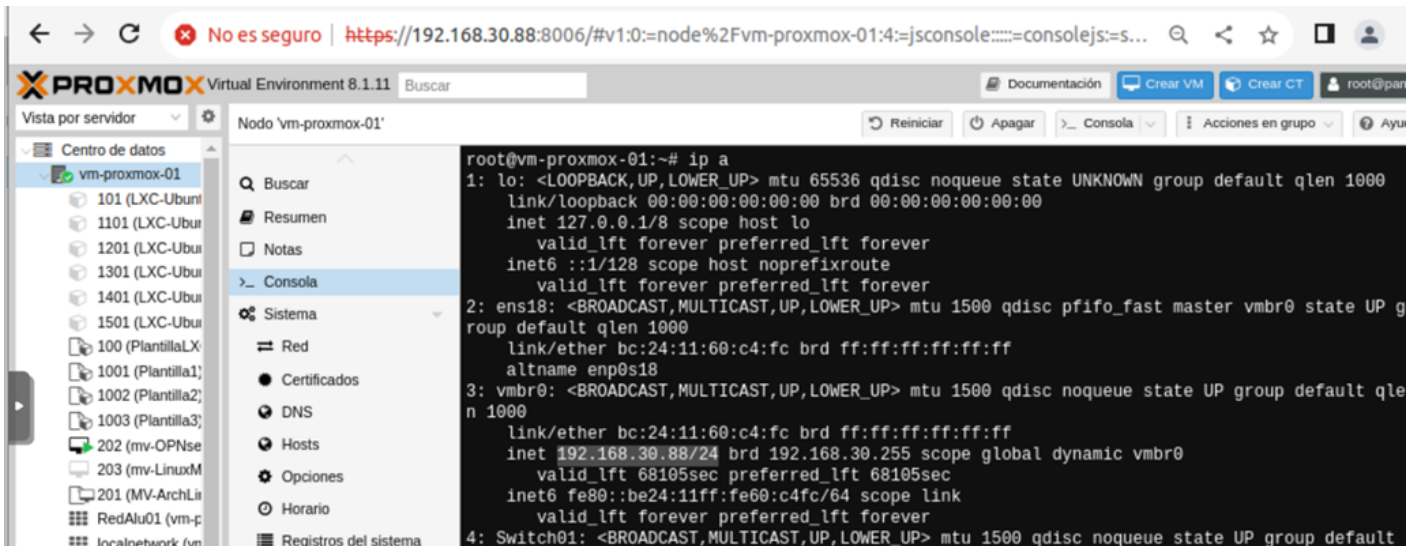 No es seguro | https://192.168.30.88:8006/#v1:0:=node%2Fvm-proxmox-01:4:=jsconsole:::::=consolejs:=s...
PROXMOX Virtual Environment 8.1.11 Buscar
Documentación Crear VM Crear CT root@pam
Vista por servidor
Nodo 'vm-proxmox-01'
Reiniciar Apagar >_ Consola Acciones en grupo Ayu
Centro de datos
vm-proxmox-01
101 (LXC-Ubunt
1101 (LXC-Ubun
1201 (LXC-Ubun
1301 (LXC-Ubun
1401 (LXC-Ubun
1501 (LXC-Ubun
100 (PlantillaLX
1001 (Plantilla1)
1002 (Plantilla2)
1003 (Plantilla3)
202 (mv-OPNse
203 (mv-LinuxM
201 (MV-ArchLin
RedAlu01 (vm-p
localnetwork (vm
Buscar
Resumen
Notas
>_ Consola
Sistema
Red
Certificados
DNS
Hosts
Opciones
Horario
Registros del sistema
root@vm-proxmox-01:~# ip a
1: lo: <LOOPBACK,UP,LOWER_UP> mtu 65536 qdisc noqueue state UNKNOWN group default qlen 1000
link/loopback 00:00:00:00:00:00 brd 00:00:00:00:00:00
inet 127.0.0.1/8 scope host lo
valid_lft forever preferred_lft forever
inet6 ::1/128 scope host noprefixroute
valid_lft forever preferred_lft forever
2: ens18: <BROADCAST,MULTICAST,UP,LOWER_UP> mtu 1500 qdisc pfifo_fast master vmbr0 state UP g
roup default qlen 1000
link/ether bc:24:11:60:c4:fc brd ff:ff:ff:ff:ff:ff
altname enp0s18
3: vmbr0: <BROADCAST,MULTICAST,UP,LOWER_UP> mtu 1500 qdisc noqueue state UP group default qle
n 1000
link/ether bc:24:11:60:c4:fc brd ff:ff:ff:ff:ff:ff
inet 192.168.30.88/24 brd 192.168.30.255 scope global dynamic vmbr0
valid_lft 68105sec preferred_lft 68105sec
inet6 fe80::be24:11ff:fe60:c4fc/64 scope link
valid_lft forever preferred_lft forever
4: Switch01: <BROADCAST,MULTICAST,UP,LOWER_UP> mtu 1500 qdisc noqueue state UP group default